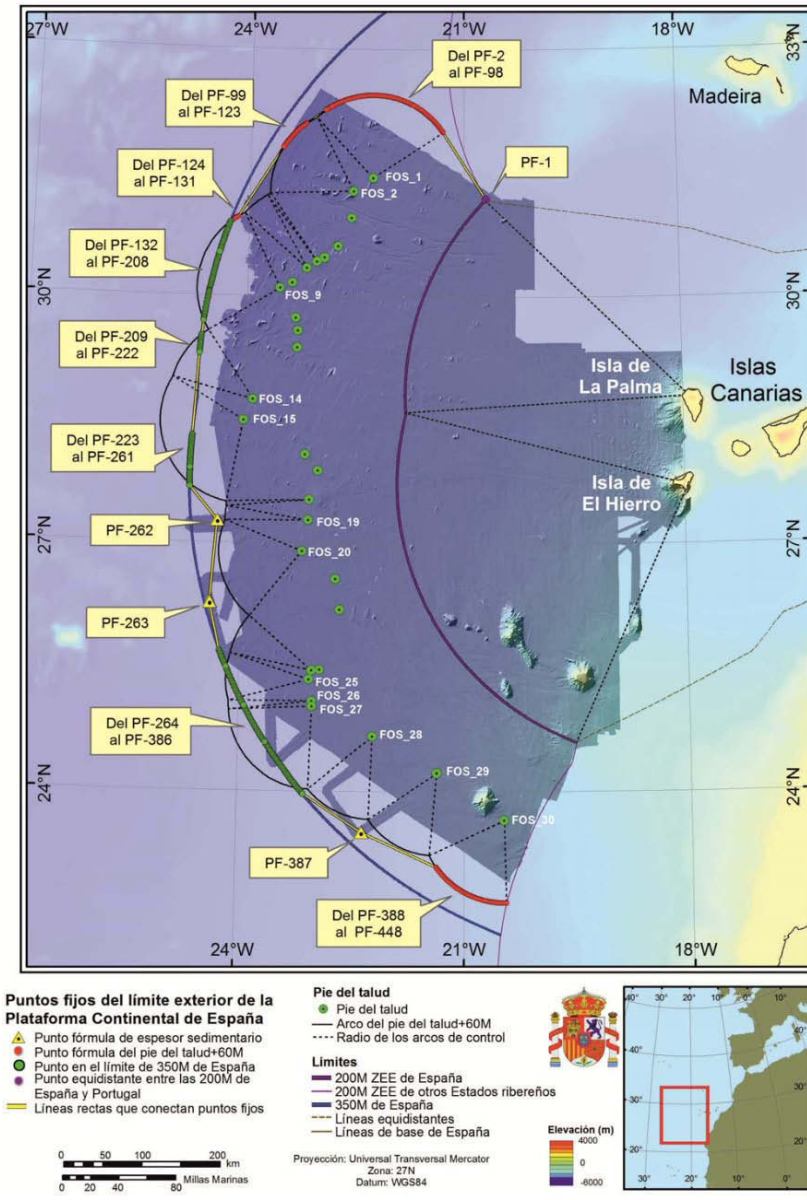 27°W
24°W
21°W
18°W
33°N
Del PF-2
al PF-98
Del PF-99
al PF-123
Madeira
Del PF-124
al PF-131
PF-1
FOS_1
FOS_2
Del PF-132
al PF-208
30°N
30°N
FOS_9
Del PF-209
al PF-222
Isla de
La Palma
Islas
Canarias
FOS_14
FOS_15
Del PF-223
al PF-261
Isla de
El Hierro
PF-262
27°N
27°N
FOS_19
FOS_20
PF-263
FOS_25
FOS_26
FOS_27
Del PF-264
al PF-386
FOS_28
24°N
24°N
FOS_29
FOS_30
PF-387
Del PF-388
al PF-448
24°W
21°W
18°W
Puntos fijos del límite exterior de la
Plataforma Continental de España
Punto fórmula de espesor sedimentario
Punto fórmula del pie del talud+60M
Punto en el límite de 350M de España
Punto equidistante entre las 200M de
España y Portugal
Líneas rectas que conectan puntos fijos
0 50 100 200
km
0 20 40 80 Millas Marinas
Pie del talud
Pie del talud
Arco del pie del talud+60M
Radio de los arcos de control
Limites
200M ZEE de España
200M ZEE de otros Estados ribereños
350M de España
Líneas equidistantes
Líneas de base de España
Proyección: Universal Transversal Mercator
Zona: 27N
Datum: WGS84
Elevación (m)
4000
0
-6000
40° 30° 20° 10° 0°
50°
50°
40°
40°
30°
30°
20°
20°
30° 20° 10°